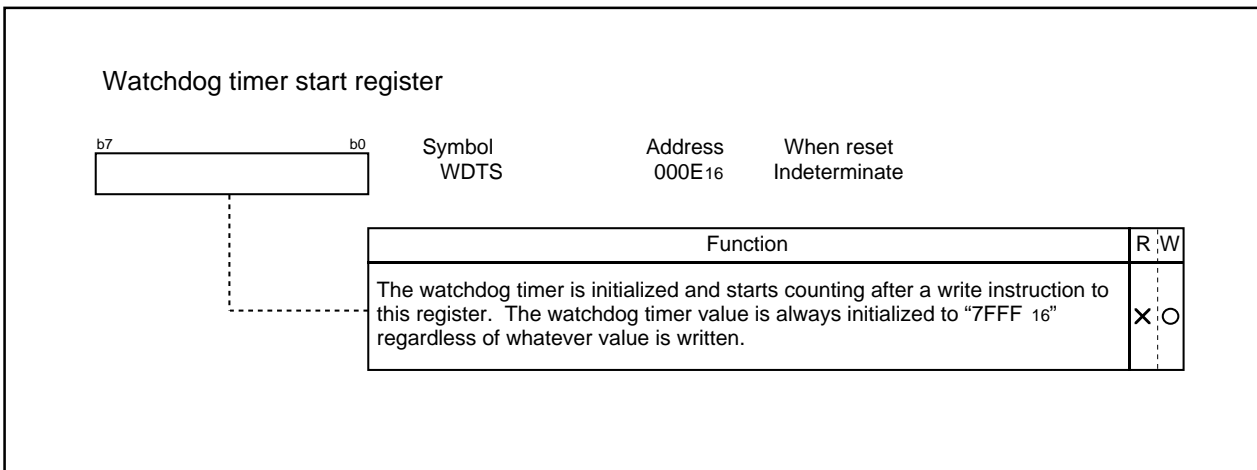 Watchdog timer start register
b7 b0 Symbol Address When reset
WDTS 000E16 Indeterminate
Function R W
The watchdog timer is initialized and starts counting after a write instruction to
this register. The watchdog timer value is always initialized to “7FFF 16”
regardless of whatever value is written.